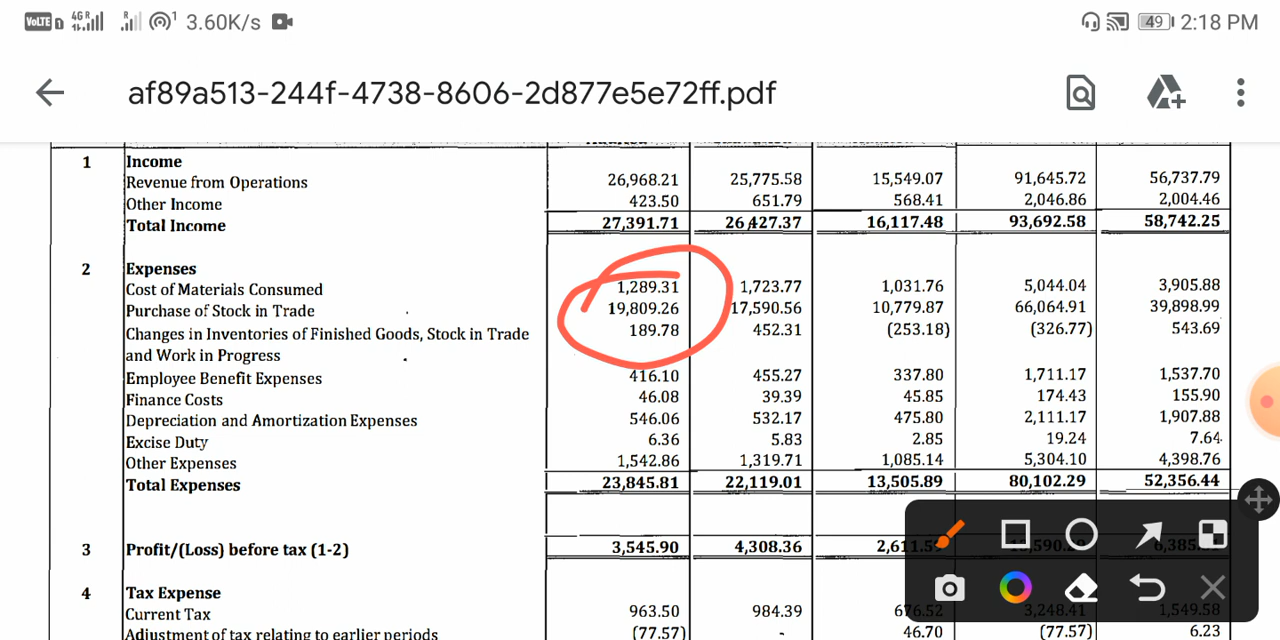 VoLTE 1 4G R R 1 3.60K/s 49 2:18 PM
af89a513-244f-4738-8606-2d877e5e72ff.pdf
1 Income
Revenue from Operations 26,968.21 25,775.58 15,549.07 91,645.72 56,737.79
Other Income 423.50 651.79 568.41 2,046.86 2,004.46
Total Income 27,391.71 26,427.37 16,117.48 93,692.58 58,742.25
2 Expenses
Cost of Materials Consumed 1,289.31 1,723.77 1,031.76 5,044.04 3,905.88
Purchase of Stock in Trade 19,809.26 17,590.56 10,779.87 66,064.91 39,898.99
Changes in Inventories of Finished Goods, Stock in Trade 189.78 452.31 (253.18) (326.77) 543.69
and Work in Progress
Employee Benefit Expenses 416.10 455.27 337.80 1,711.17 1,537.70
Finance Costs 46.08 39.39 45.85 174.43 155.90
Depreciation and Amortization Expenses 546.06 532.17 475.80 2,111.17 1,907.88
Excise Duty 6.36 5.83 2.85 19.24 7.64
Other Expenses 1,542.86 1,319.71 1,085.14 5,304.10 4,398.76
Total Expenses 23,845.81 22,119.01 13,505.89 80,102.29 52,356.44
3 Profit/(Loss) before tax (1-2) 3,545.90 4,308.36
4 Tax Expense
Current Tax 963.50 984.39 676.52 3,248.41 1,549.58
Adjustment of tax relating to earlier periods (77.57) - 46.70 (77.57) 6.23